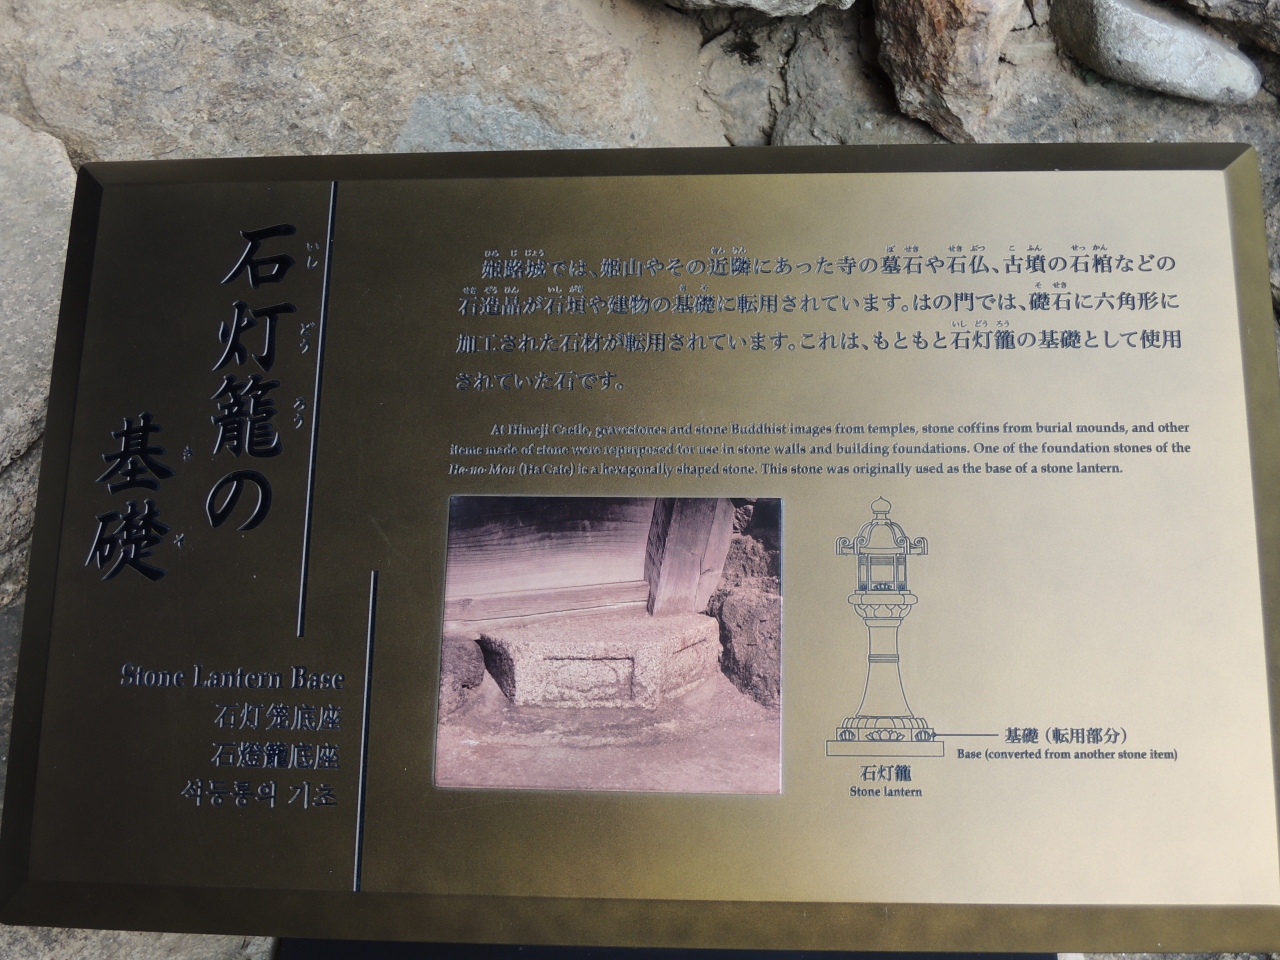 石灯籠の
いし どう ろう
基礎
き そ
Stone Lantern Base
石灯笼底座
石燈籠底座
석등롱의 기초
姫路城では、姫山やその近隣にあった寺の墓石や石仏、古墳の石棺などの
石造品が石垣や建物の基礎に転用されています。はの門では、礎石に六角形に
加工された石材が転用されています。これは、もともと石灯籠の基礎として使用
されていた石です。
At Himeji Castle, gravestones and stone Buddhist images from temples, stone coffins from burial mounds, and other
items made of stone were repurposed for use in stone walls and building foundations. One of the foundation stones of the
Ha-no-Mon (Ha Gate) is a hexagonally shaped stone. This stone was originally used as the base of a stone lantern.
基礎（転用部分）
Base (converted from another stone item)
石灯籠
Stone lantern